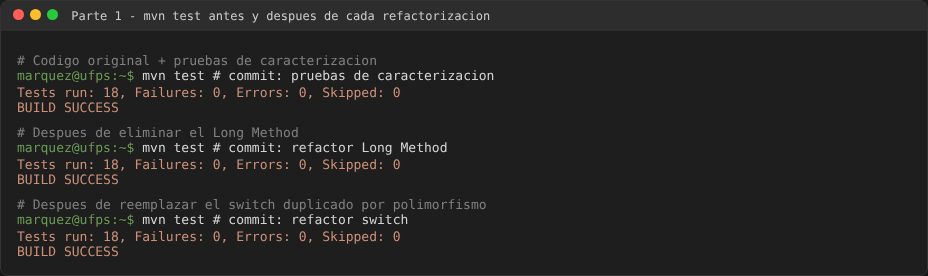 Parte 1 - mvn test antes y despues de cada refactorizacion
# Codigo original + pruebas de caracterizacion
marquez@ufps:~$ mvn test # commit: pruebas de caracterizacion
Tests run: 18, Failures: 0, Errors: 0, Skipped: 0
BUILD SUCCESS
# Despues de eliminar el Long Method
marquez@ufps:~$ mvn test # commit: refactor Long Method
Tests run: 18, Failures: 0, Errors: 0, Skipped: 0
BUILD SUCCESS
# Despues de reemplazar el switch duplicado por polimorfismo
marquez@ufps:~$ mvn test # commit: refactor switch
Tests run: 18, Failures: 0, Errors: 0, Skipped: 0
BUILD SUCCESS